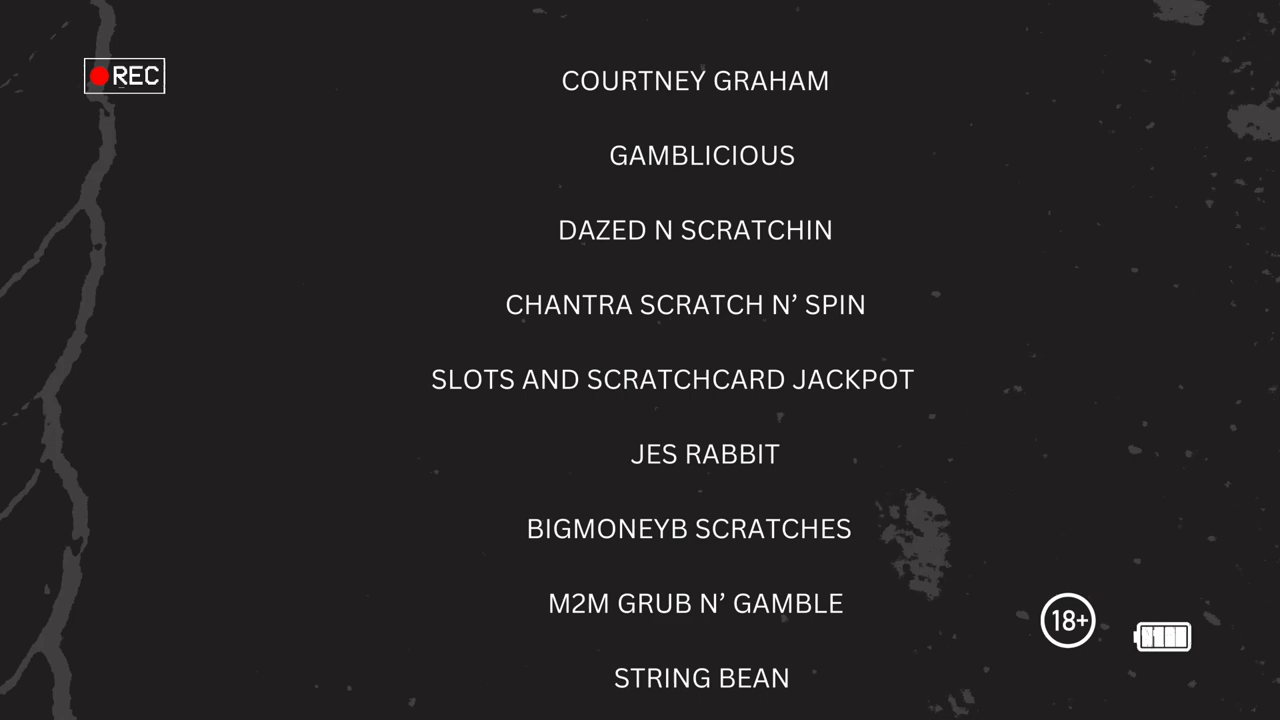 REC
COURTNEY GRAHAM
GAMBLICIOUS
DAZED N SCRATCHIN
CHANTRA SCRATCH N’ SPIN
SLOTS AND SCRATCHCARD JACKPOT
JES RABBIT
BIGMONEYB SCRATCHES
M2M GRUB N’ GAMBLE
18+
STRING BEAN